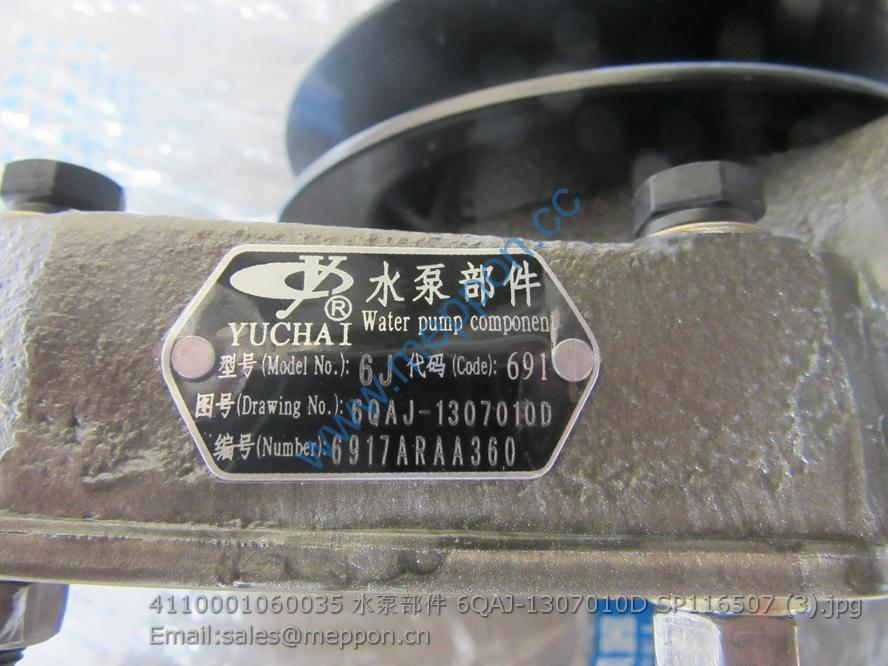 ® 水泵部件
YUCHAI Water pump component
型号(Model No.): 6J 代码(Code): 691
图号(Drawing No.): 6QAJ-1307010D
编号(Number): 6917ARAA360
www.meppon.cc
4110001060035 水泵部件 6QAJ-1307010D SP116507 (3).jpg
Email:sales@meppon.cn